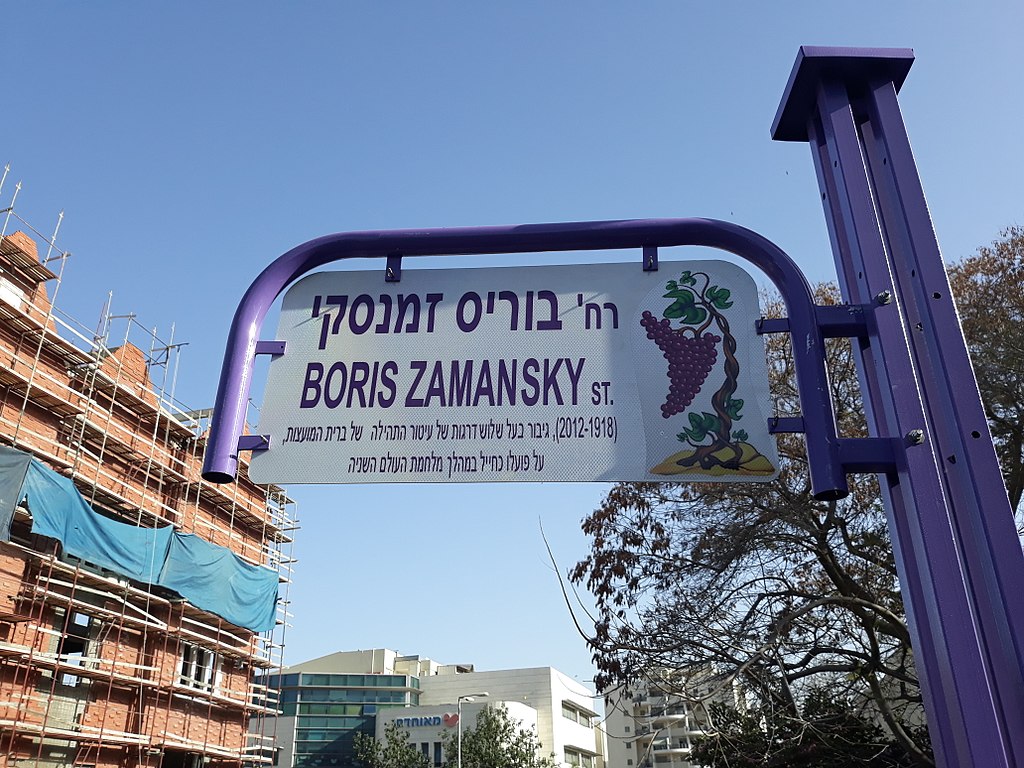 רח' בוריס זמנסקי
BORIS ZAMANSKY ST.
(2012-1918), גיבור בעל שלוש דרגות של עיטור התהילה של ברית המועצות,
על פועלו כחייל במהלך מלחמת העולם השניה
מאוחדת